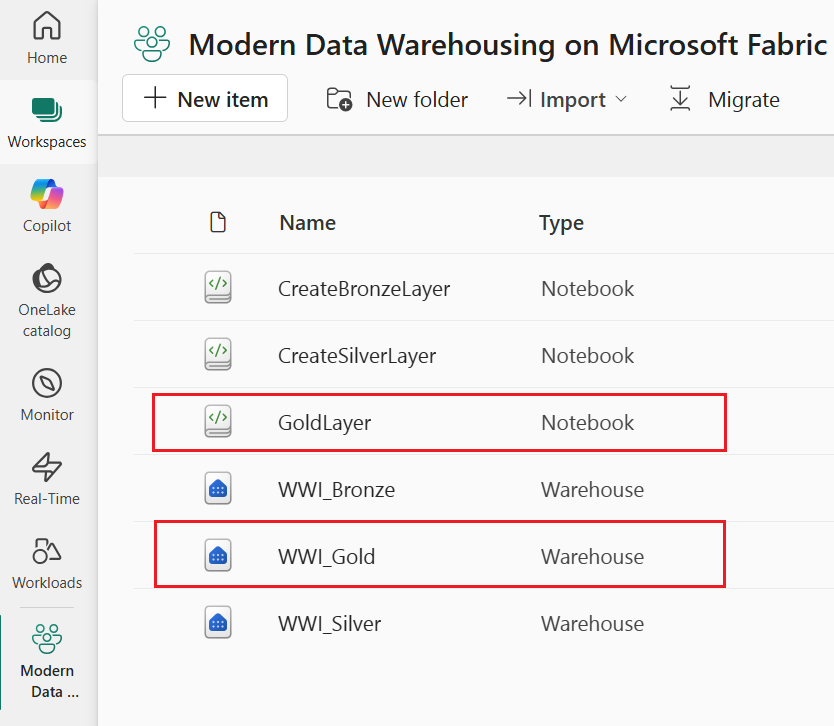 Home
Workspaces
Copilot
OneLake
catalog
Monitor
Real-Time
Workloads
Modern
Data ...
Modern Data Warehousing on Microsoft Fabric
New item
New folder
Import
Migrate
Name Type
CreateBronzeLayer Notebook
CreateSilverLayer Notebook
GoldLayer Notebook
WWI_Bronze Warehouse
WWI_Gold Warehouse
WWI_Silver Warehouse